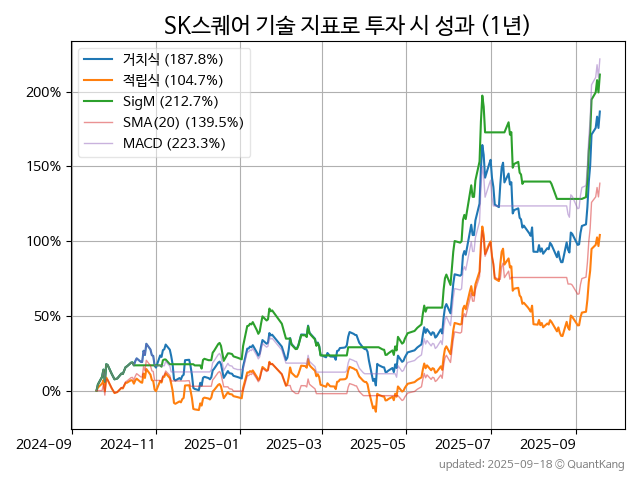 SK스퀘어 기술 지표로 투자 시 성과 (1년)
거치식 (187.8%)
적립식 (104.7%)
SigM (212.7%)
SMA(20) (139.5%)
MACD (223.3%)
200%
150%
100%
50%
0%
2024-09 2024-11 2025-01 2025-03 2025-05 2025-07 2025-09
updated: 2025-09-18 © QuantKang